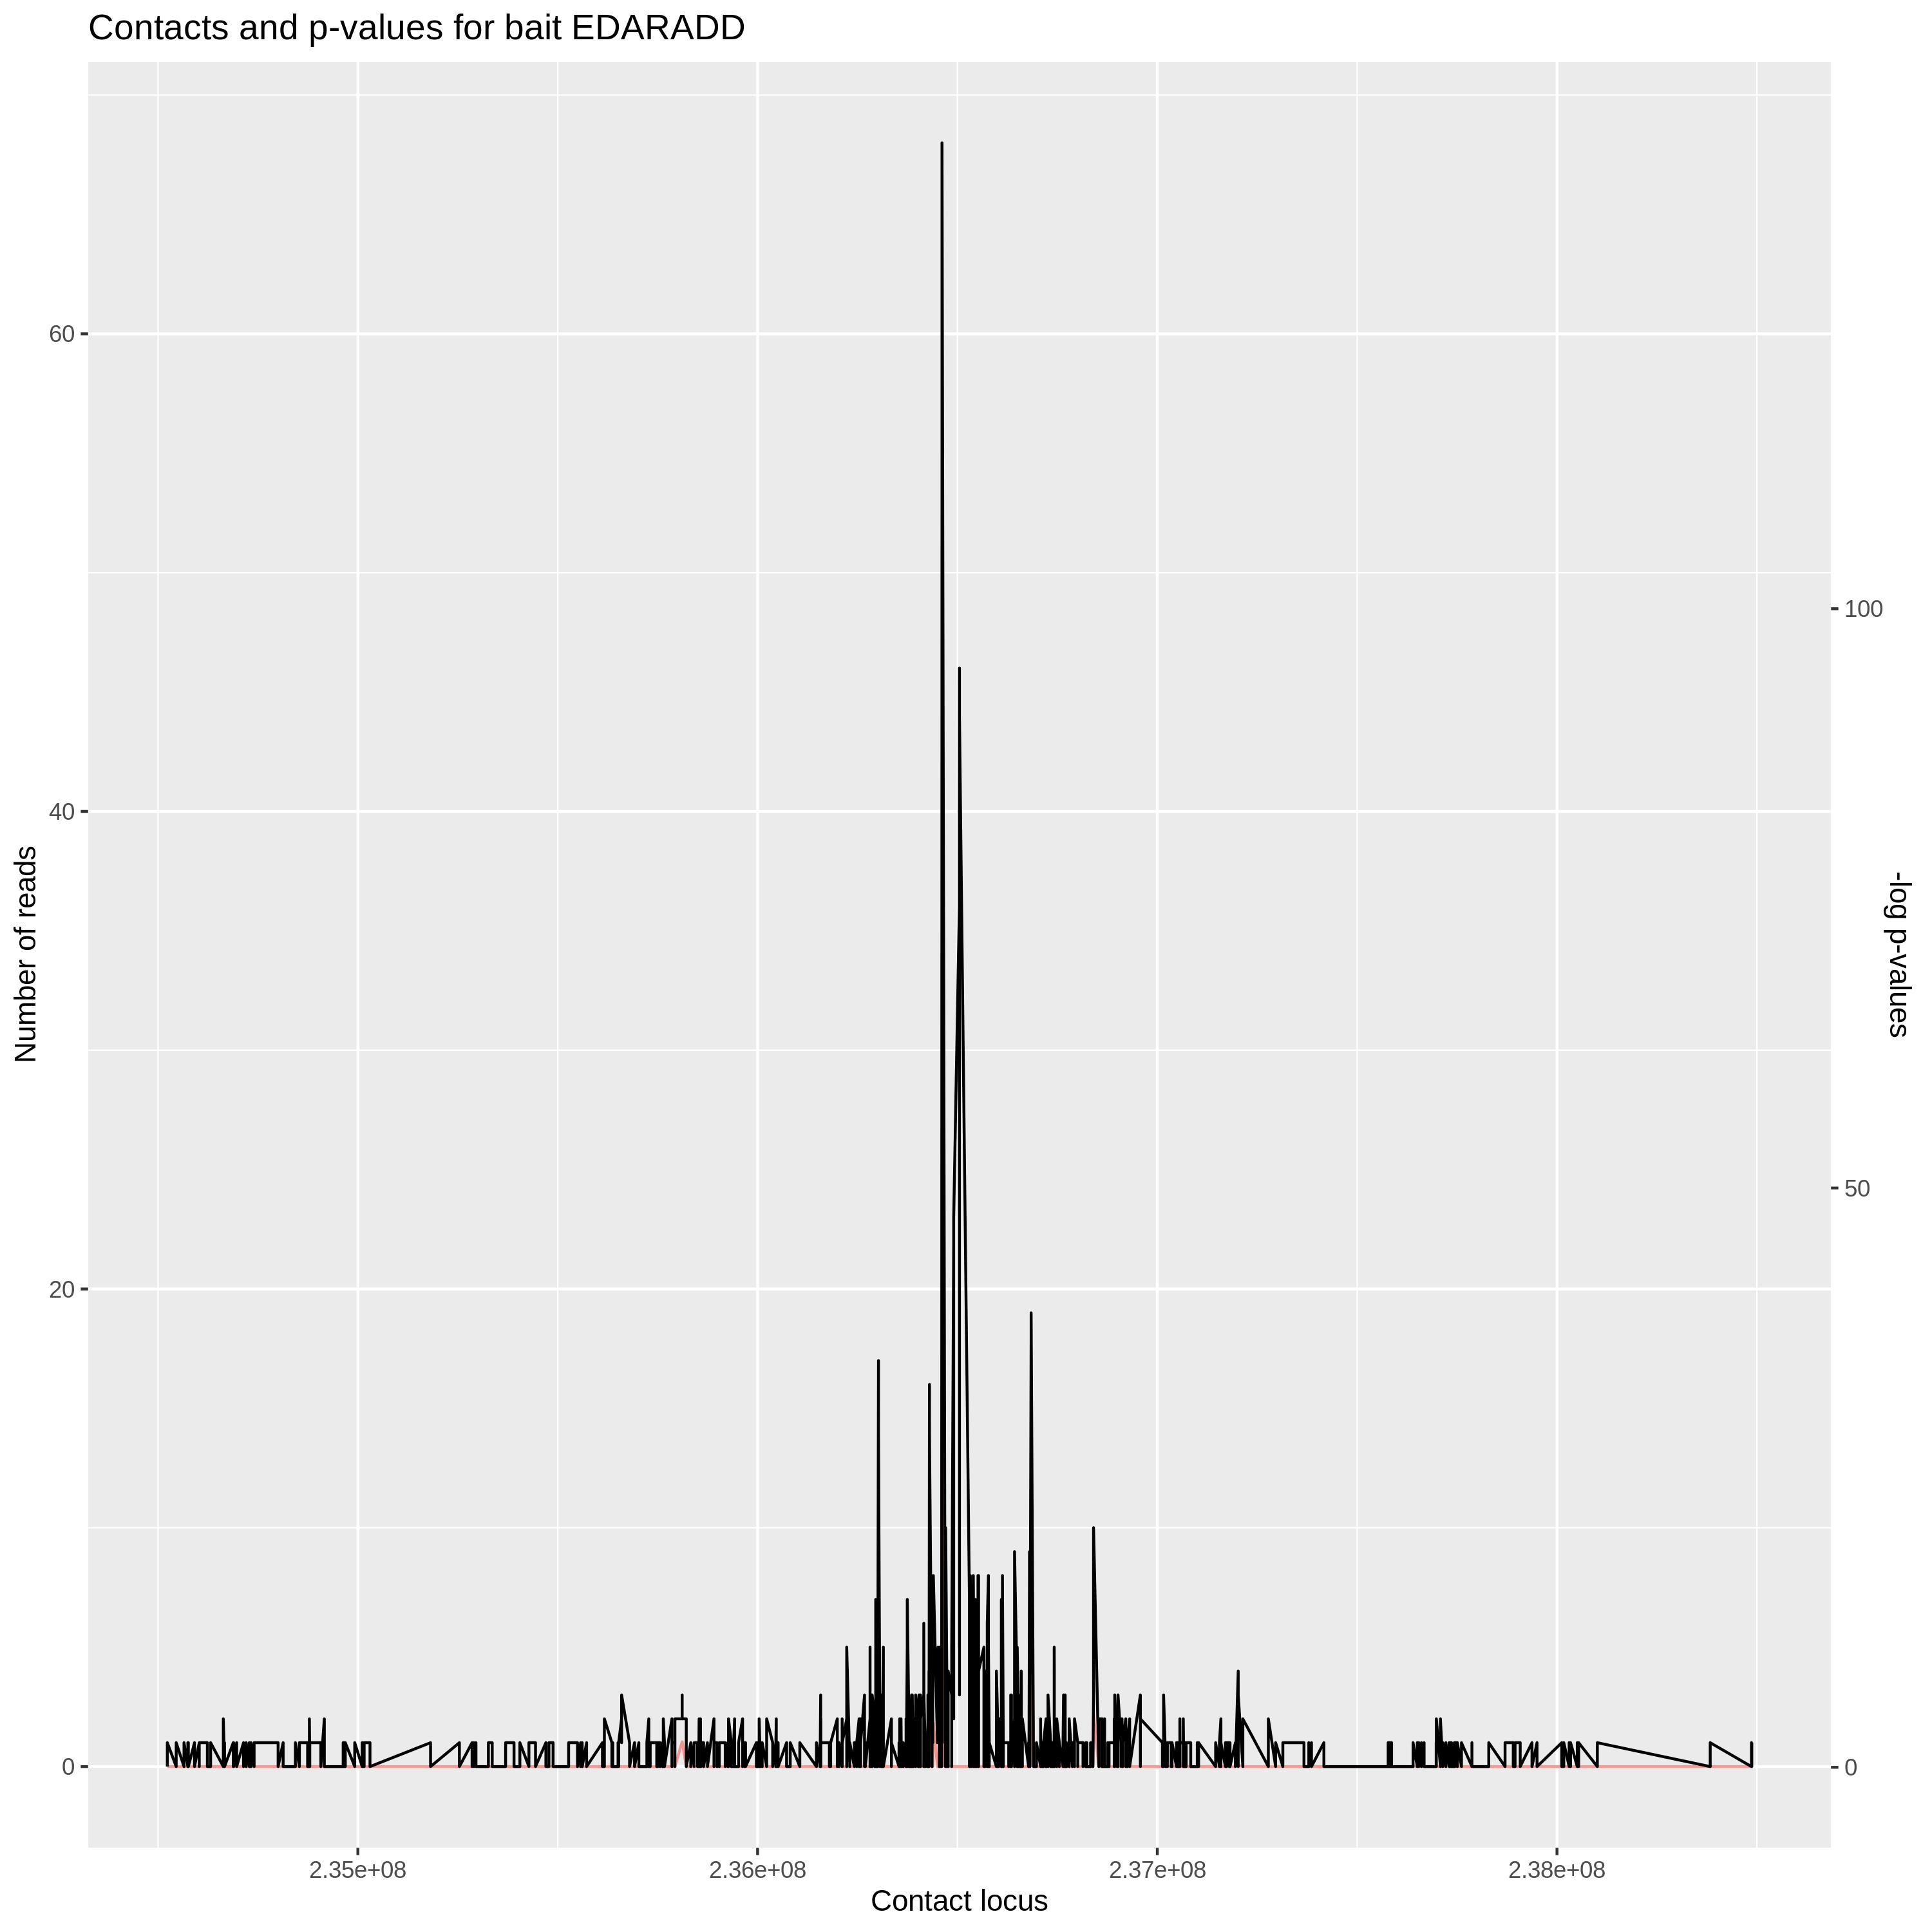 Contacts and p-values for bait EDARADD
60
40
20
0
Number of reads
100
50
0
-log p-values
2.35e+08
2.36e+08
2.37e+08
2.38e+08
Contact locus